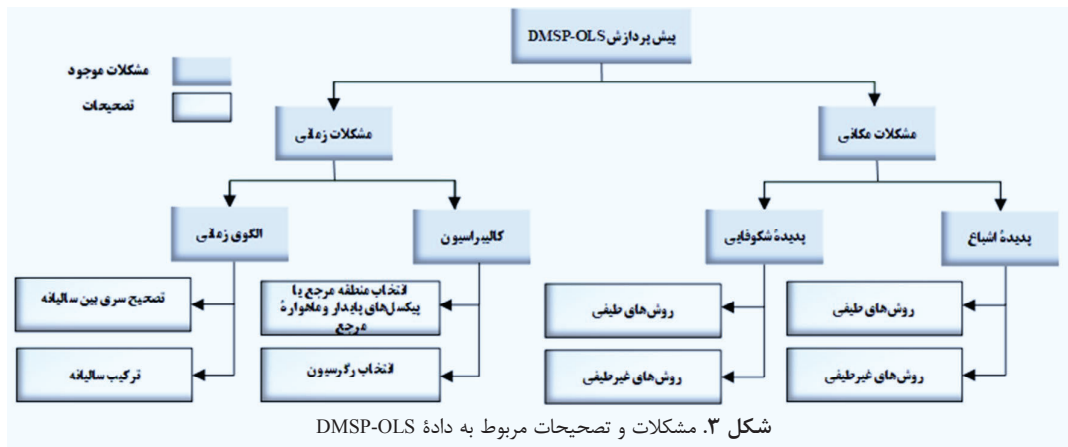 پیش پردازش DMSP-OLS
مشکلات موجود
تصحیحات
مشکلات مکانی
مشکلات زمانی
پدیدهٔ اشباع
پدیدهٔ شکوفایی
کالیبراسیون
الگوی زمانی
روش‌های طیفی
روش‌های غیرطیفی
روش‌های طیفی
روش‌های غیرطیفی
انتخاب منطقه مرجع یا
پیکسل‌های پایدار و ماهوارهٔ
مرجع
انتخاب رگرسیون
تصحیح سری بین سالیانه
ترکیب سالیانه
شکل ۳. مشکلات و تصحیحات مربوط به دادهٔ DMSP-OLS